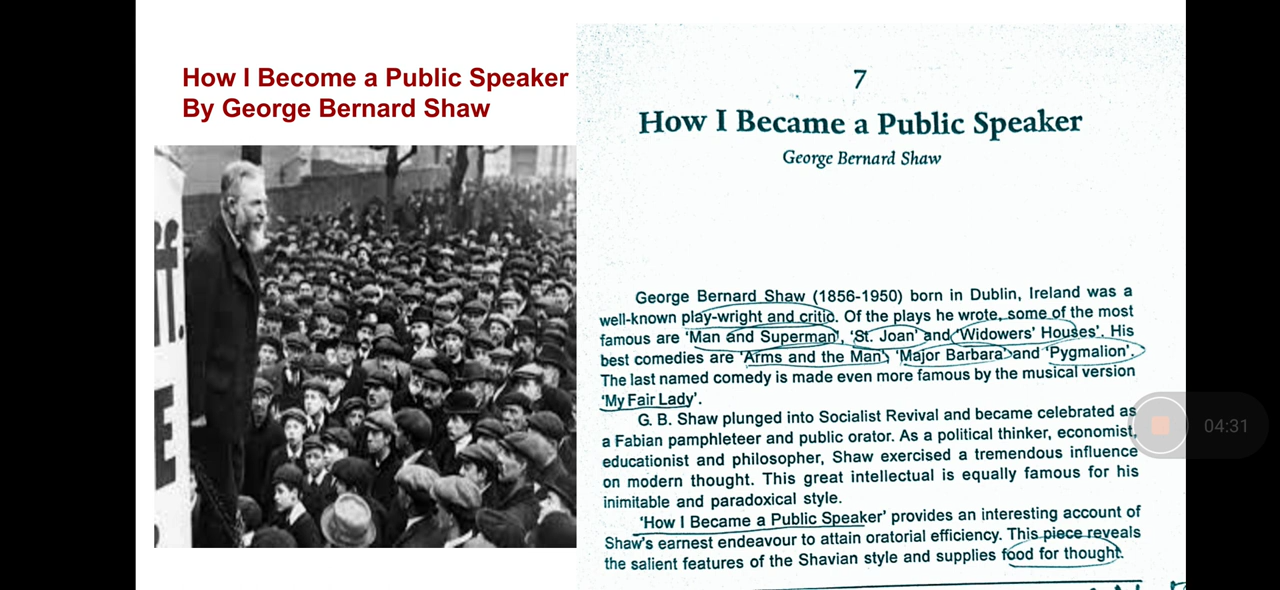 How I Become a Public Speaker
By George Bernard Shaw
7
How I Became a Public Speaker
George Bernard Shaw
George Bernard Shaw (1856-1950) born in Dublin, Ireland was a
well-known play-wright and critic. Of the plays he wrote, some of the most
famous are 'Man and Superman', 'St. Joan' and 'Widowers' Houses'. His
best comedies are 'Arms and the Man', 'Major Barbara' and 'Pygmalion'.
The last named comedy is made even more famous by the musical version
'My Fair Lady'.
G. B. Shaw plunged into Socialist Revival and became celebrated as
a Fabian pamphleteer and public orator. As a political thinker, economist,
educationist and philosopher, Shaw exercised a tremendous influence
on modern thought. This great intellectual is equally famous for his
inimitable and paradoxical style.
'How I Became a Public Speaker' provides an interesting account of
Shaw's earnest endeavour to attain oratorial efficiency. This piece reveals
the salient features of the Shavian style and supplies food for thought.
04:31
ff.
E